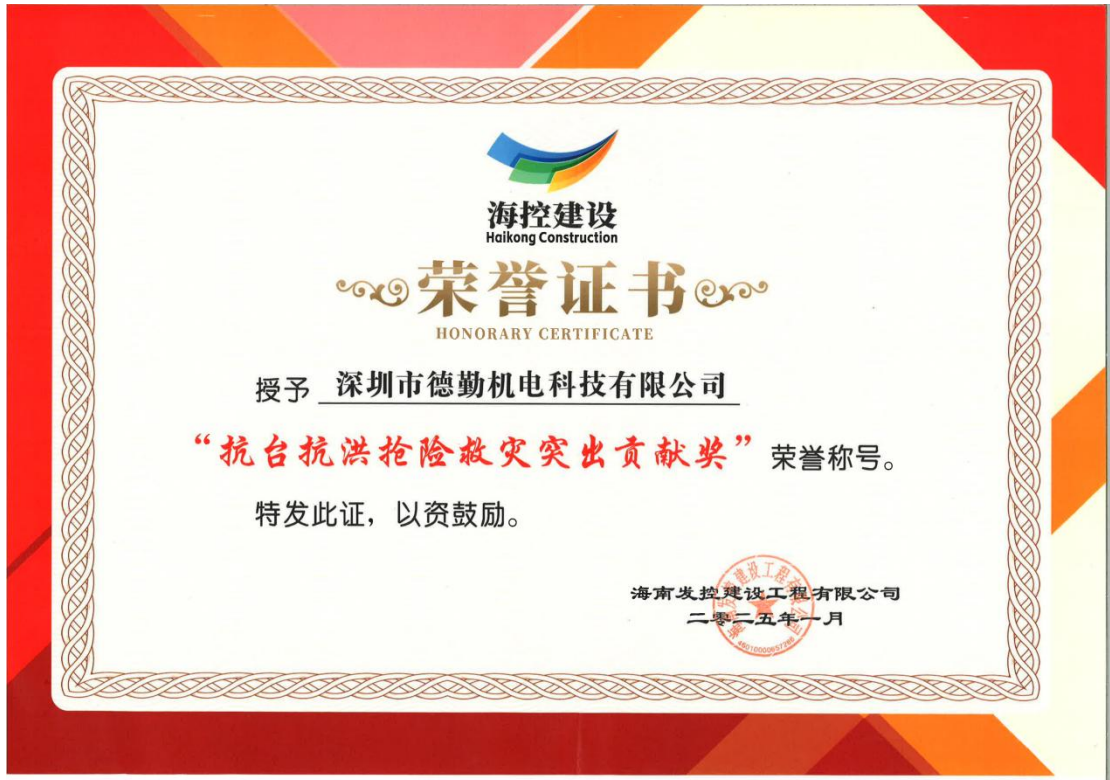 海控建设
Haikong Construction
荣誉证书
HONORARY CERTIFICATE
授予 深圳市德勤机电科技有限公司
“抗台抗洪抢险救灾突出贡献奖”荣誉称号。
特发此证，以资鼓励。
海南发控建设工程有限公司
二零二五年一月